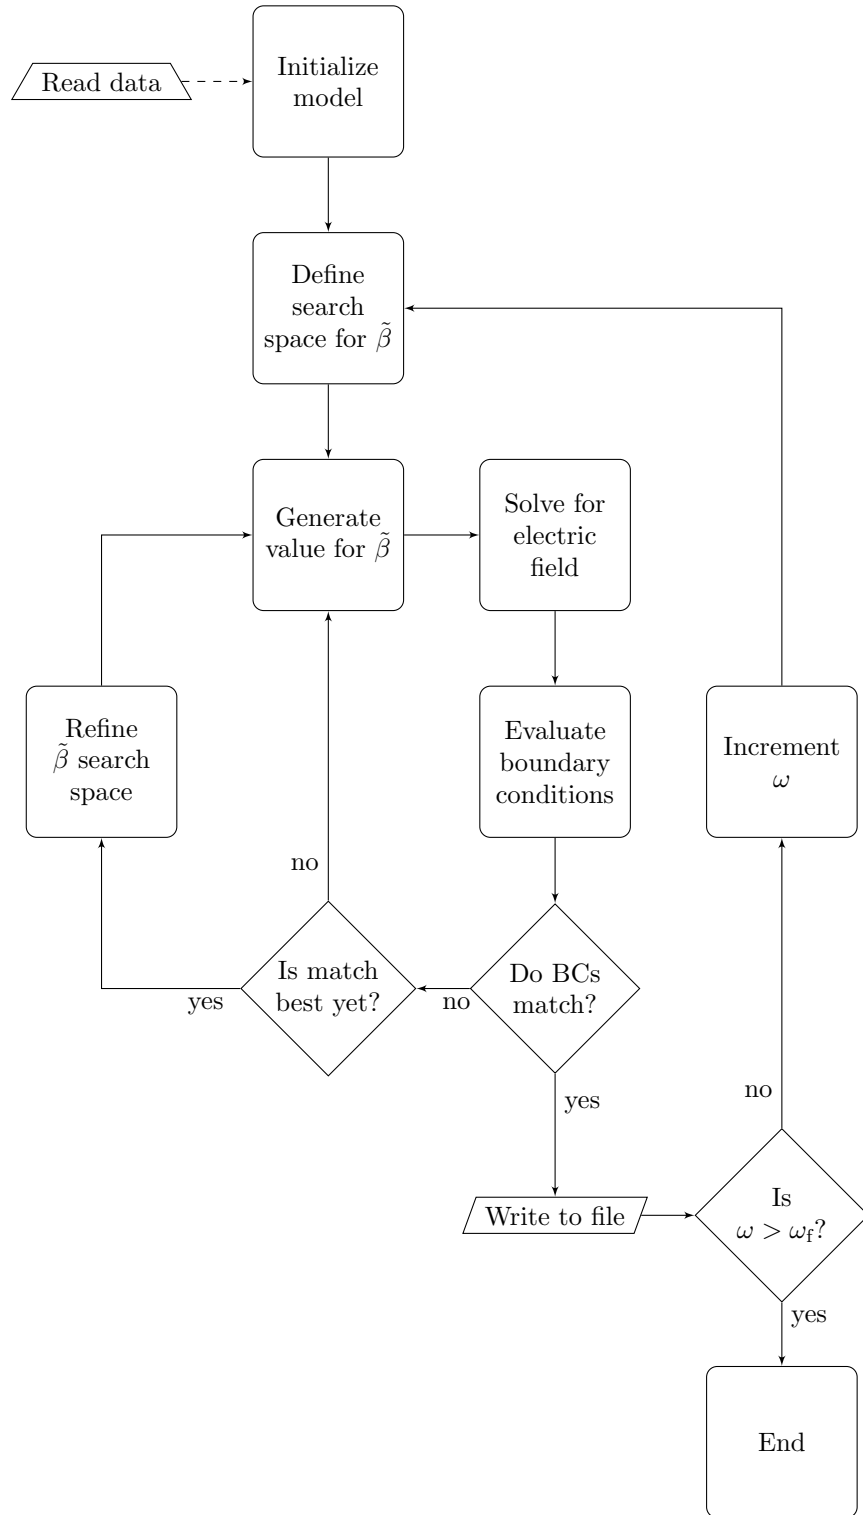 Initialize
model
Read data
Define
search
space for β̃
Generate
value for β̃
Solve for
electric
field
Refine
β̃ search
space
Evaluate
boundary
conditions
Increment
ω
no
Is match
best yet?
yes
no
Do BCs
match?
yes
no
Write to file
Is
ω > ωf?
yes
End